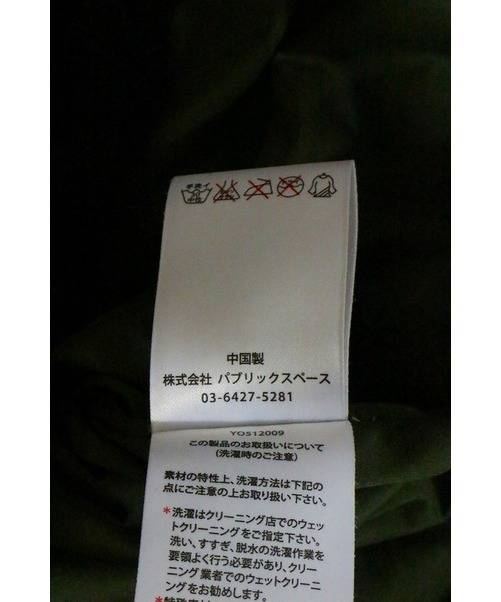 中国製
株式会社 パブリックスペース
03-6427-5281
YO512009
この製品のお取扱いについて
(洗濯時のご注意)
素材の特性上、洗濯方法は下記の
点にご注意の上お取り扱い下さい。
*洗濯はクリーニング店でのウェッ
トクリーニングをご指定下さい。
洗い、すすぎ、脱水の洗濯作業を
要領よく行う必要があり、クリー
ニング業者でのウェットクリーニ
ングをお勧めします。